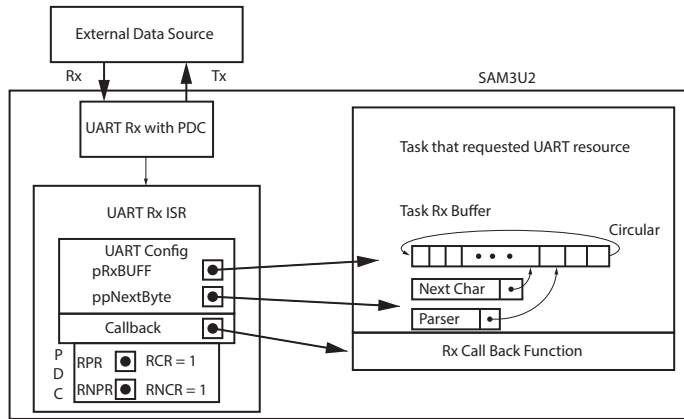 External Data Source
Rx
Tx
SAM3U2
UART Rx with PDC
UART Rx ISR
UART Config
pRxBUFF
ppNextByte
Callback
P
D
C
RPR
RCR = 1
RNPR
RNCR = 1
Task that requested UART resource
Task Rx Buffer
Circular
• • •
Next Char
Parser
Rx Call Back Function